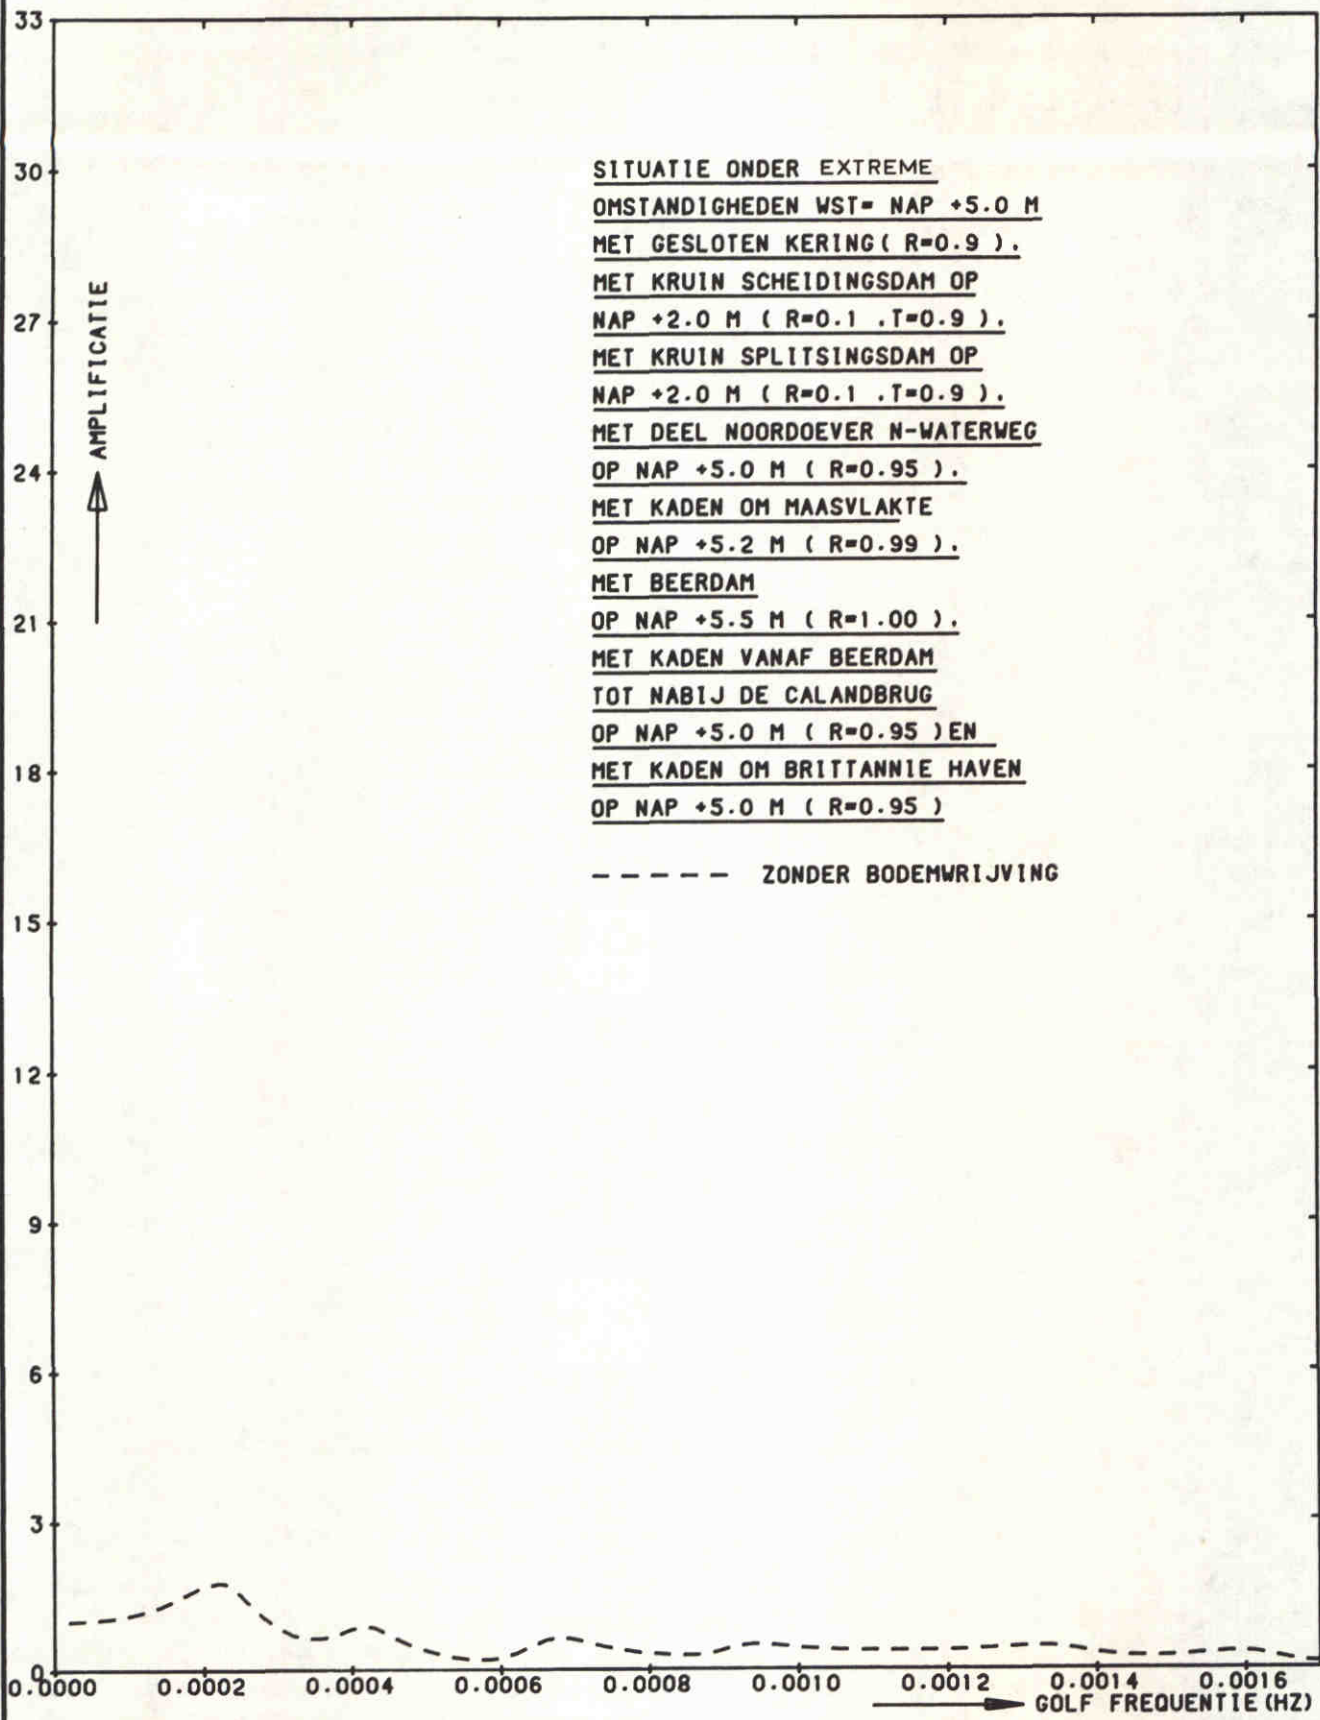 33
30
27
24
21
18
15
12
9
6
3
0
AMPLIFICATIE
SITUATIE ONDER EXTREME
OMSTANDIGHEDEN WST= NAP +5.0 M
MET GESLOTEN KERING( R=0.9 ).
MET KRUIN SCHEIDINGSDAM OP
NAP +2.0 M ( R=0.1 .T=0.9 ).
MET KRUIN SPLITSINGSDAM OP
NAP +2.0 M ( R=0.1 .T=0.9 ).
MET DEEL NOORDOEVER N-WATERWEG
OP NAP +5.0 M ( R=0.95 ).
MET KADEN OM MAASVLAKTE
OP NAP +5.2 M ( R=0.99 ).
MET BEERDAM
OP NAP +5.5 M ( R=1.00 ).
MET KADEN VANAF BEERDAM
TOT NABIJ DE CALANDBRUG
OP NAP +5.0 M ( R=0.95 )EN
MET KADEN OM BRITTANNIE HAVEN
OP NAP +5.0 M ( R=0.95 )
----- ZONDER BODEMWRIJVING
0.0000 0.0002 0.0004 0.0006 0.0008 0.0010 0.0012 0.0014 0.0016
GOLF FREQUENTIE(HZ)